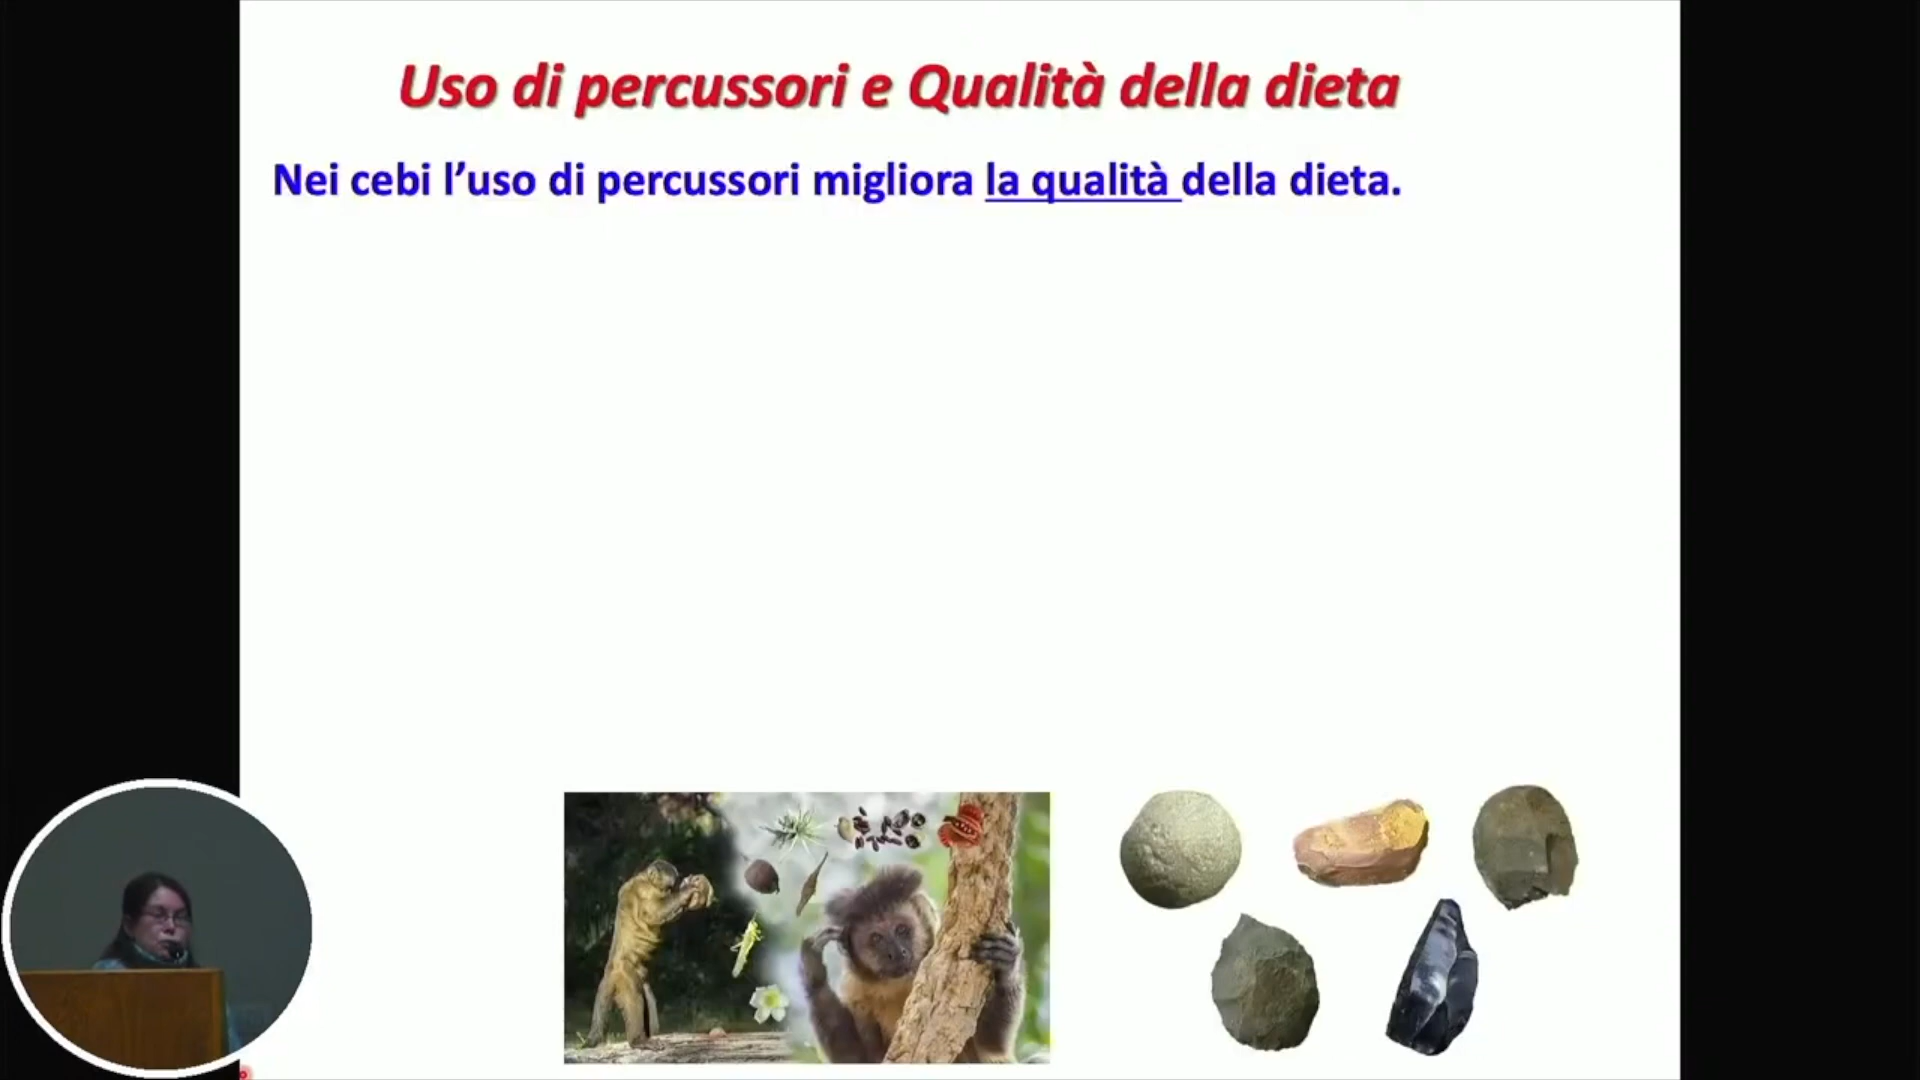 Uso di percussori e Qualità della dieta
Nei cebi l’uso di percussori migliora la qualità della dieta.